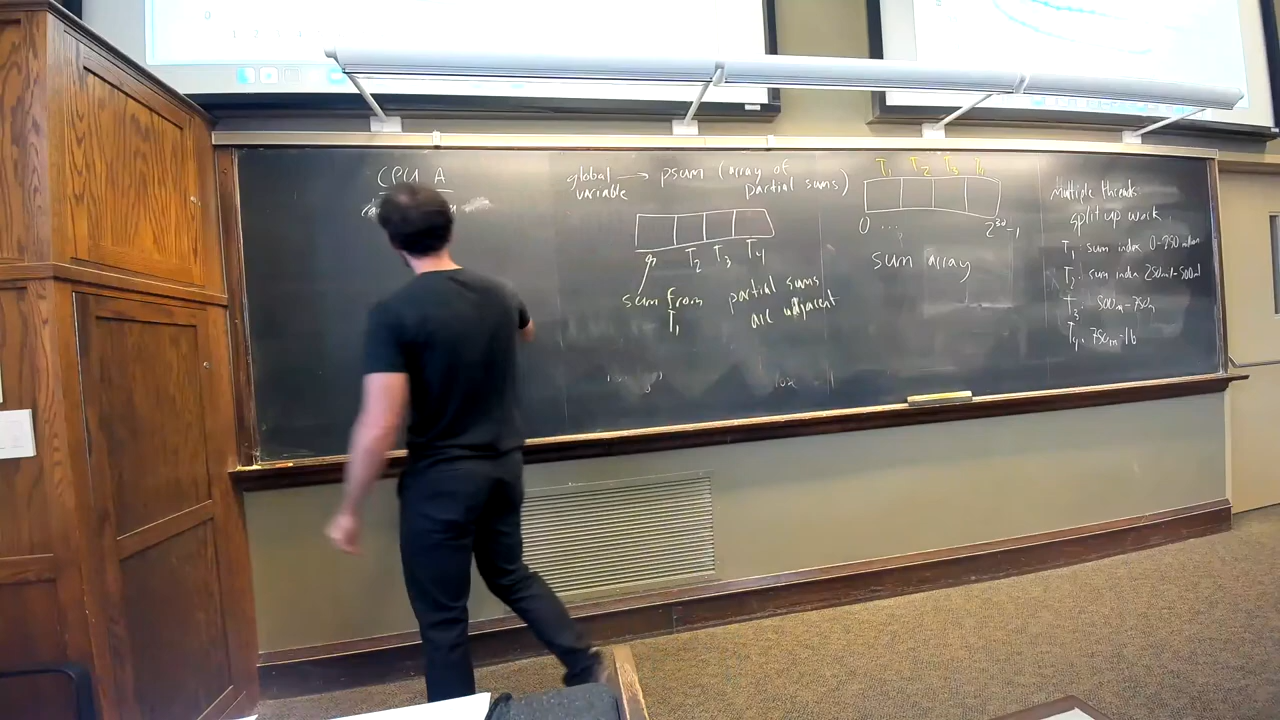 CPU A
global → psum (array of
variable partial sums)
T2 T3 T4
sum from
T1
partial sums
are adjacent
T1 T2 T3 T4
0 ... 2^30-1
sum array
Multiple threads
split up work
T1: sum index 0-250 million
T2: sum index 250mil-500mil
T3: 500m-750m
T4: 750m-1b